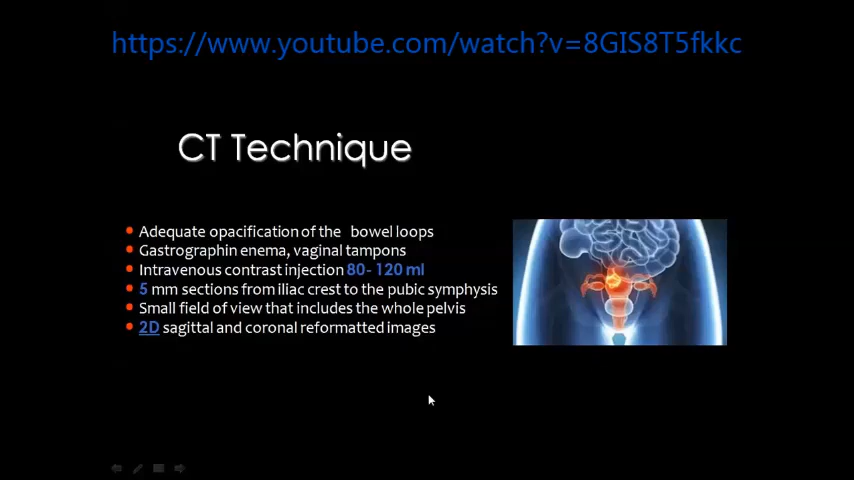 https://www.youtube.com/watch?v=8GIS8T5fkkc
CT Technique
• Adequate opacification of the bowel loops
• Gastrographin enema, vaginal tampons
• Intravenous contrast injection 80- 120 ml
• 5 mm sections from iliac crest to the pubic symphysis
• Small field of view that includes the whole pelvis
• 2D sagittal and coronal reformatted images